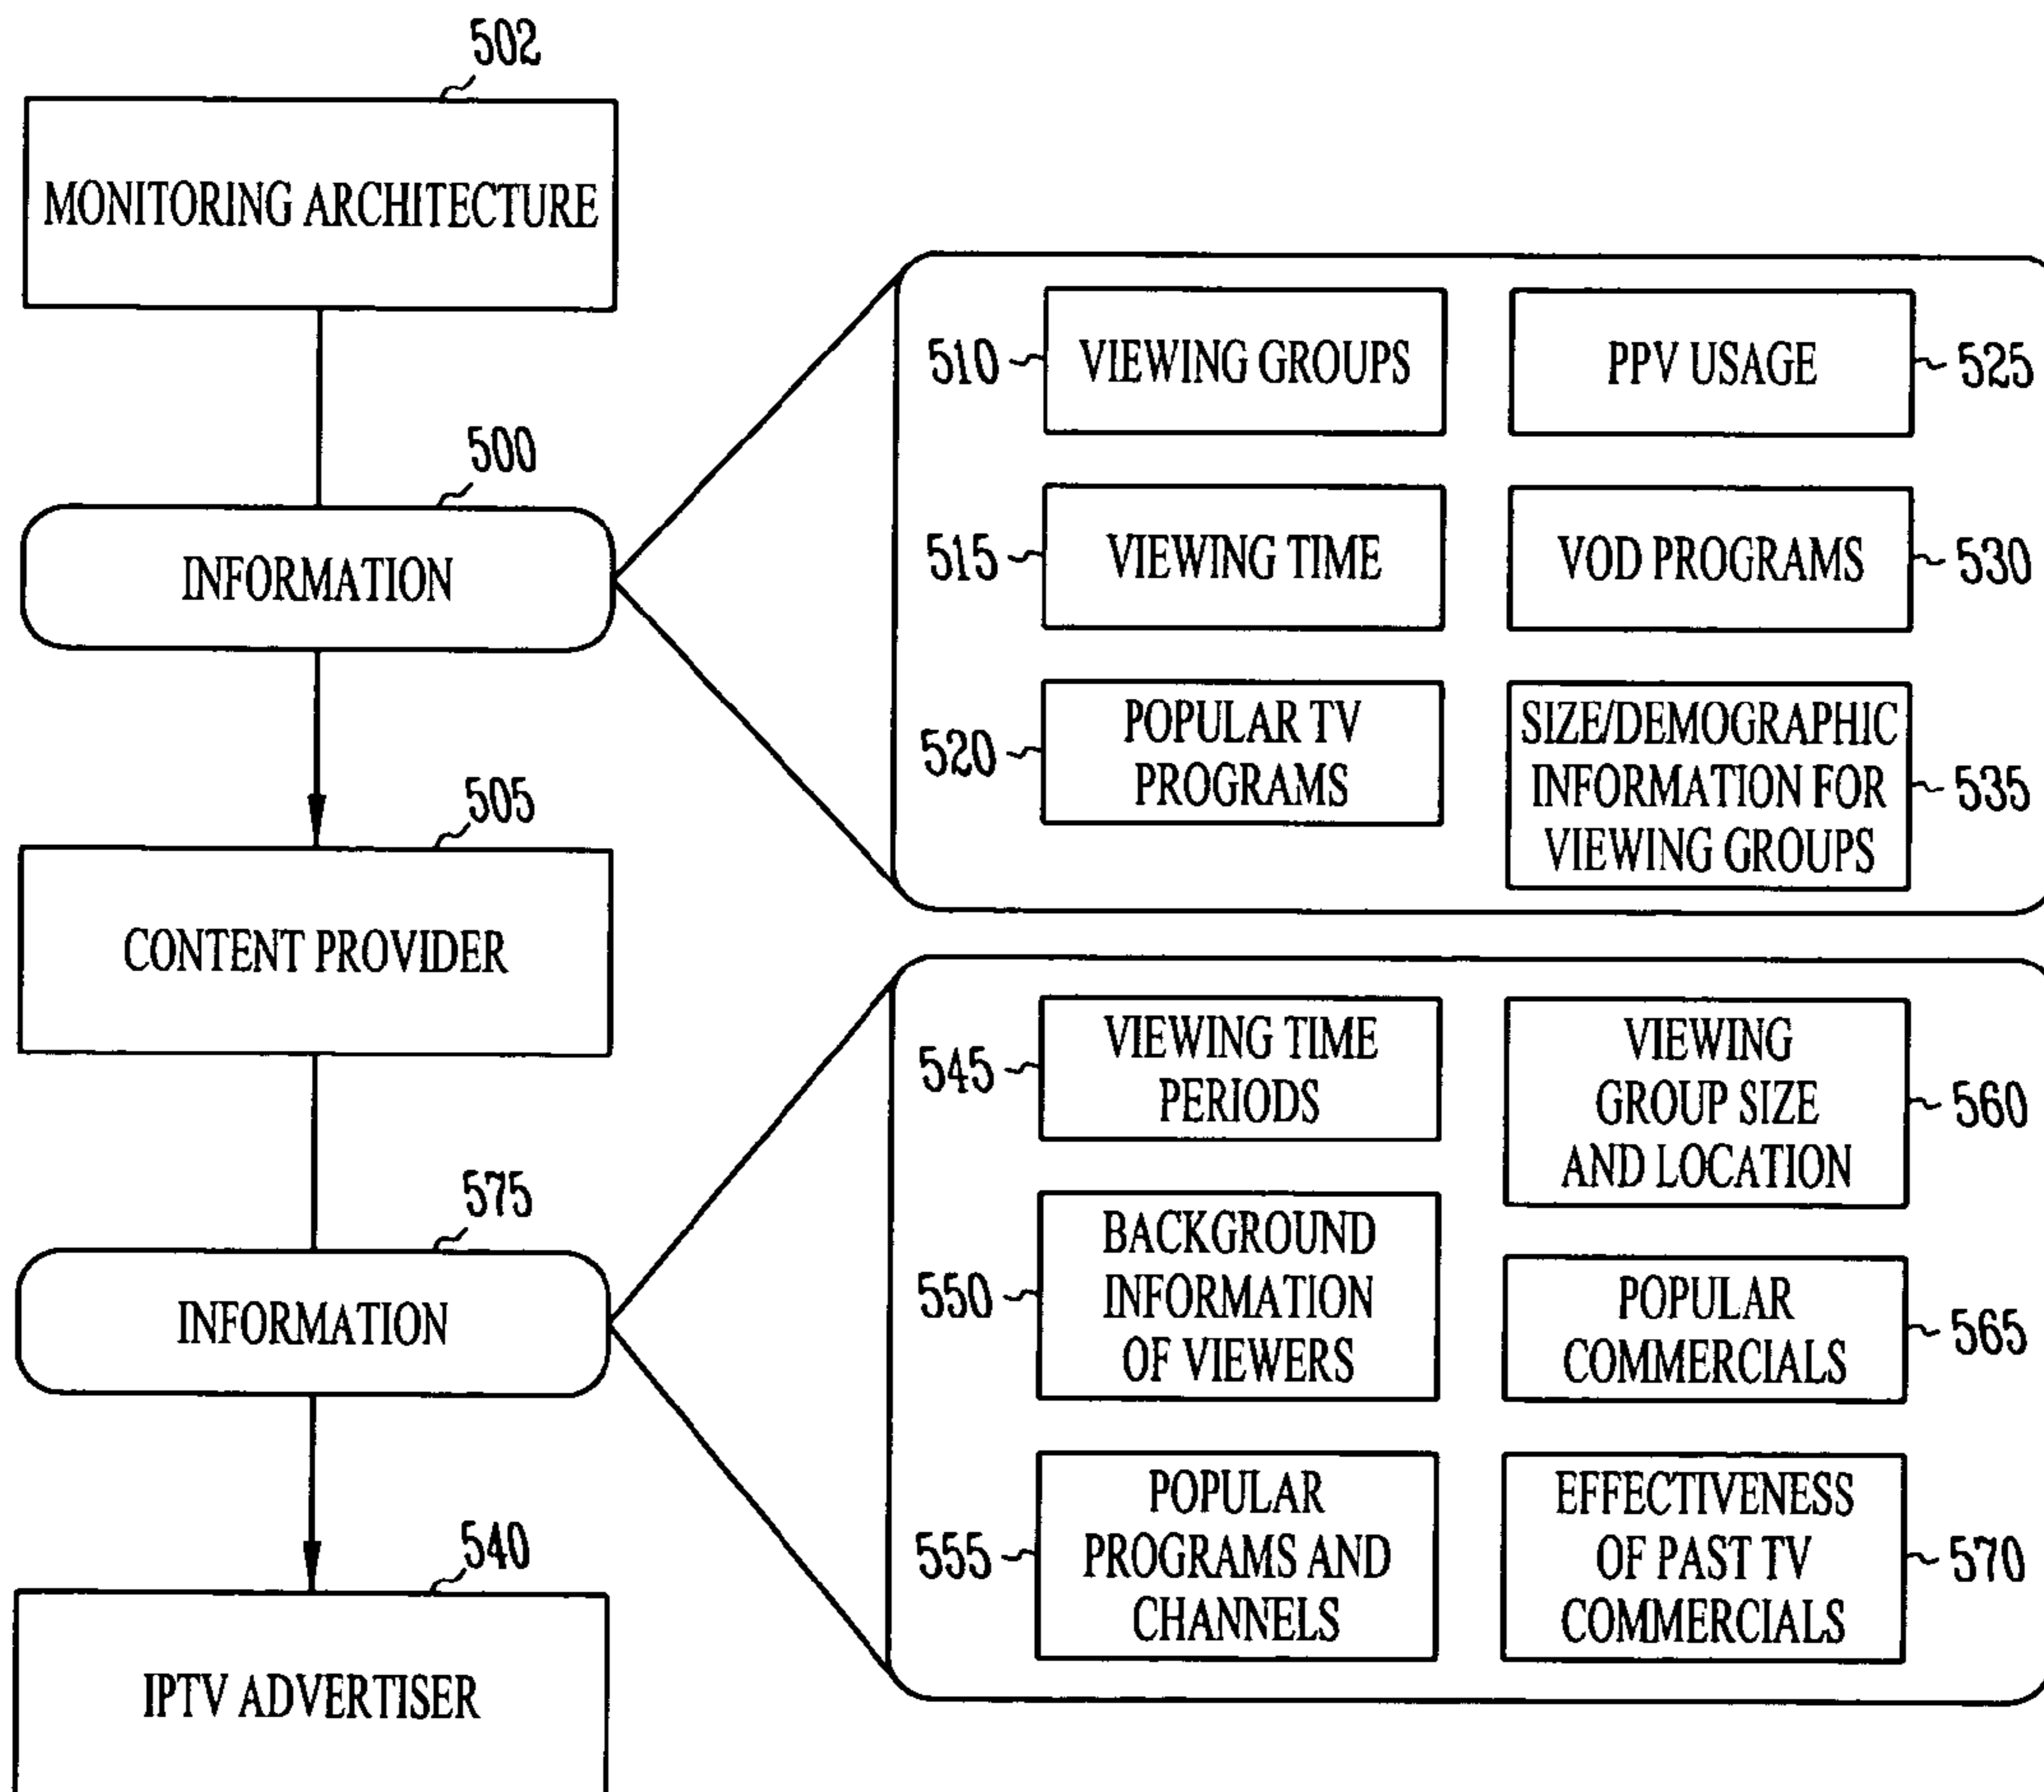 502
MONITORING ARCHITECTURE
500
INFORMATION
505
CONTENT PROVIDER
575
INFORMATION
540
IPTV ADVERTISER
510
VIEWING GROUPS
PPV USAGE
525
515
VIEWING TIME
VOD PROGRAMS
530
520
POPULAR TV
PROGRAMS
SIZE/DEMOGRAPHIC
INFORMATION FOR
VIEWING GROUPS
535
545
VIEWING TIME
PERIODS
VIEWING
GROUP SIZE
AND LOCATION
560
550
BACKGROUND
INFORMATION
OF VIEWERS
POPULAR
COMMERCIALS
565
555
POPULAR
PROGRAMS AND
CHANNELS
EFFECTIVENESS
OF PAST TV
COMMERCIALS
570